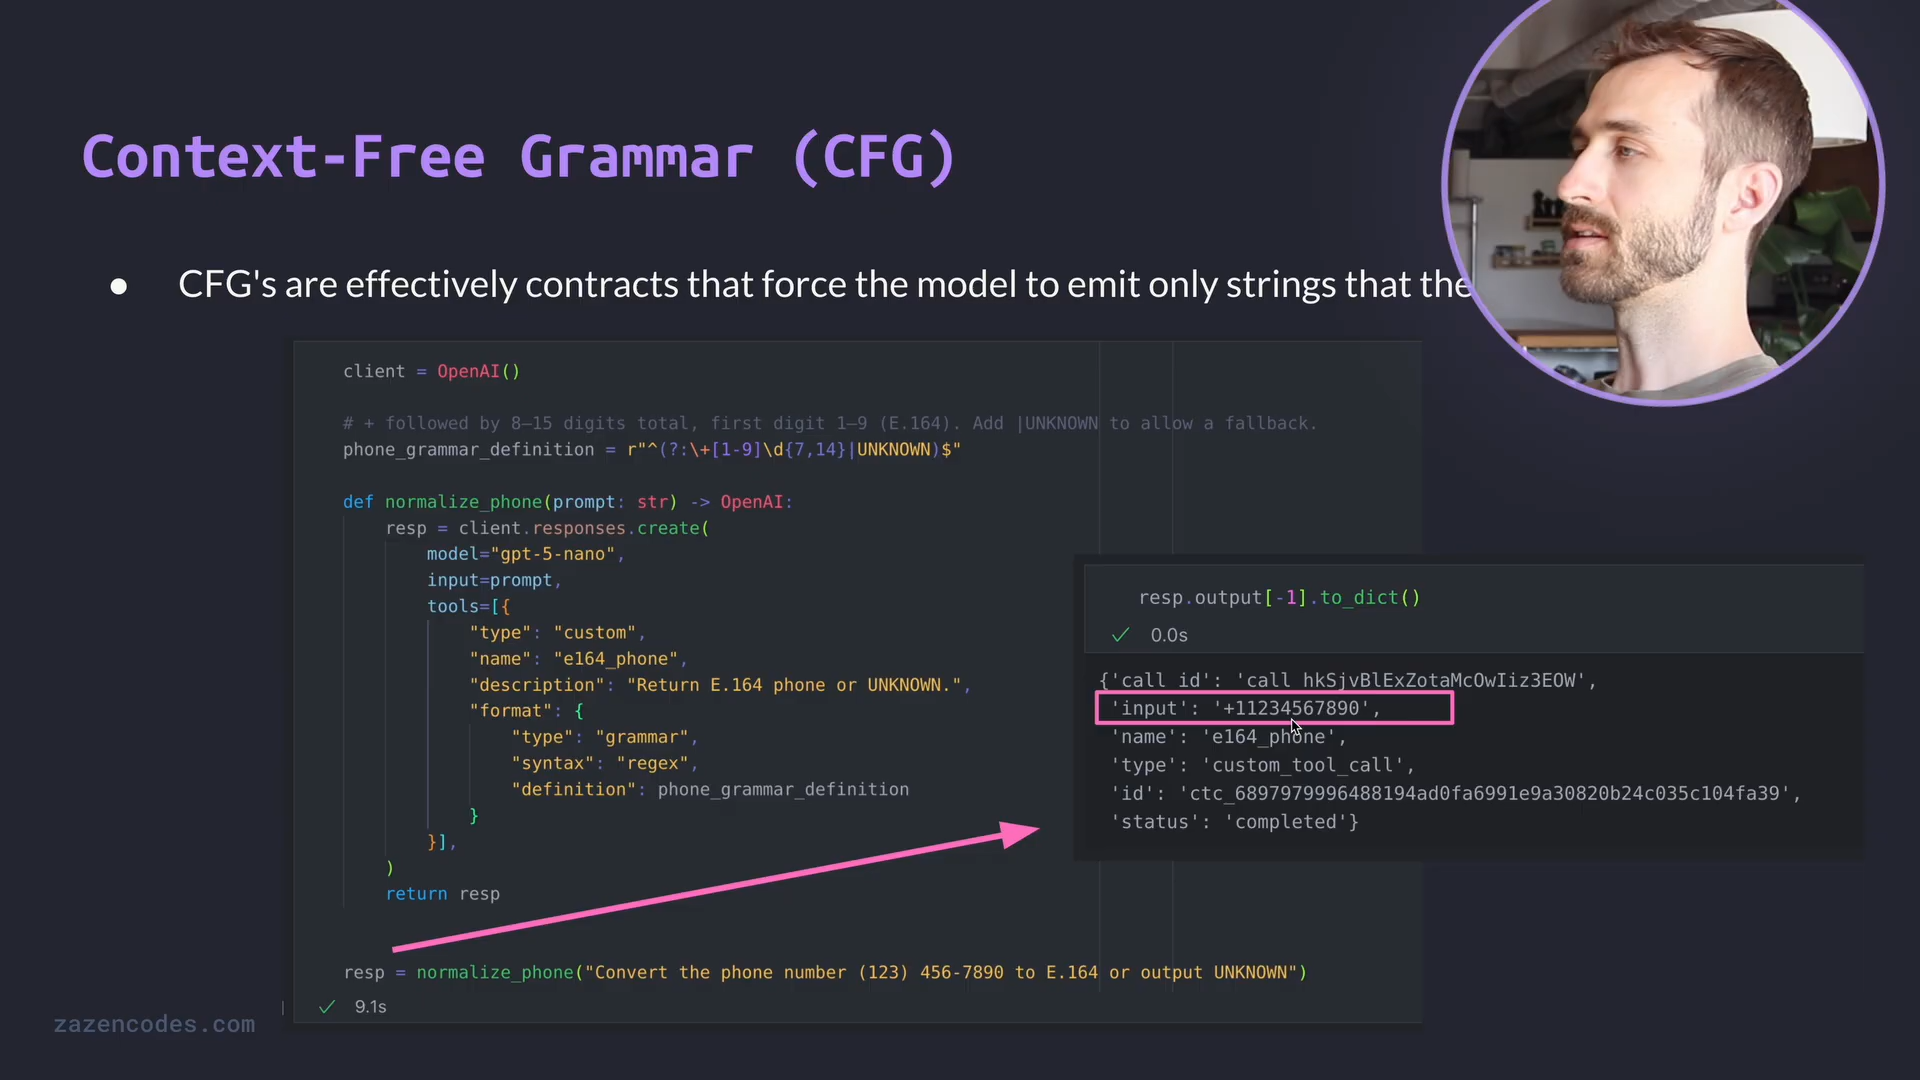 Context-Free Grammar (CFG)
● CFG's are effectively contracts that force the model to emit only strings that the
client = OpenAI()
# + followed by 8–15 digits total, first digit 1–9 (E.164). Add |UNKNOWN to allow a fallback.
phone_grammar_definition = r"^(?:\+[1-9]\d{7,14}|UNKNOWN)$"
def normalize_phone(prompt: str) -> OpenAI:
resp = client.responses.create(
model="gpt-5-nano",
input=prompt,
tools=[{
"type": "custom",
"name": "e164_phone",
"description": "Return E.164 phone or UNKNOWN.",
"format": {
"type": "grammar",
"syntax": "regex",
"definition": phone_grammar_definition
}
}],
)
return resp
resp = normalize_phone("Convert the phone number (123) 456-7890 to E.164 or output UNKNOWN")
✓ 9.1s
resp.output[-1].to_dict()
✓ 0.0s
{'call_id': 'call_hkSjvBlExZotaMcOwIiz3EOW',
'input': '+11234567890',
'name': 'e164_phone',
'type': 'custom_tool_call',
'id': 'ctc_6897979996488194ad0fa6991e9a30820b24c035c104fa39',
'status': 'completed'}
zazencodes.com